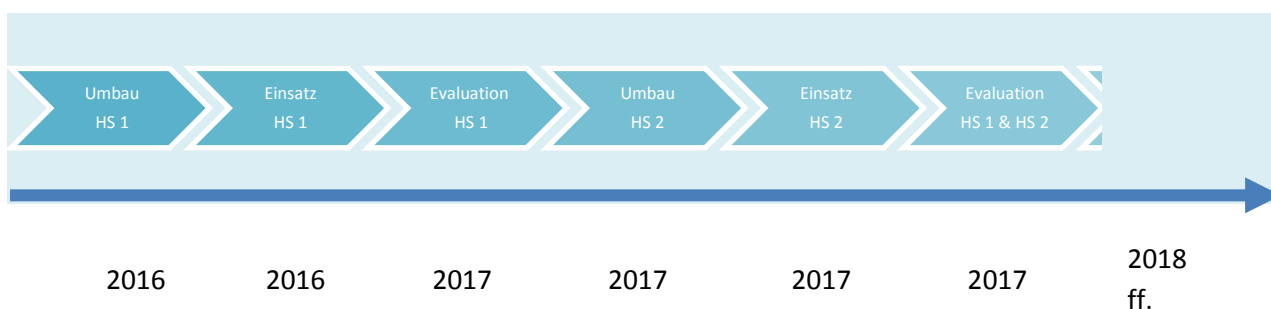 Umbau
HS 1
Einsatz
HS 1
Evaluation
HS 1
Umbau
HS 2
Einsatz
HS 2
Evaluation
HS 1 & HS 2
2016
2016
2017
2017
2017
2017
2018
ff.